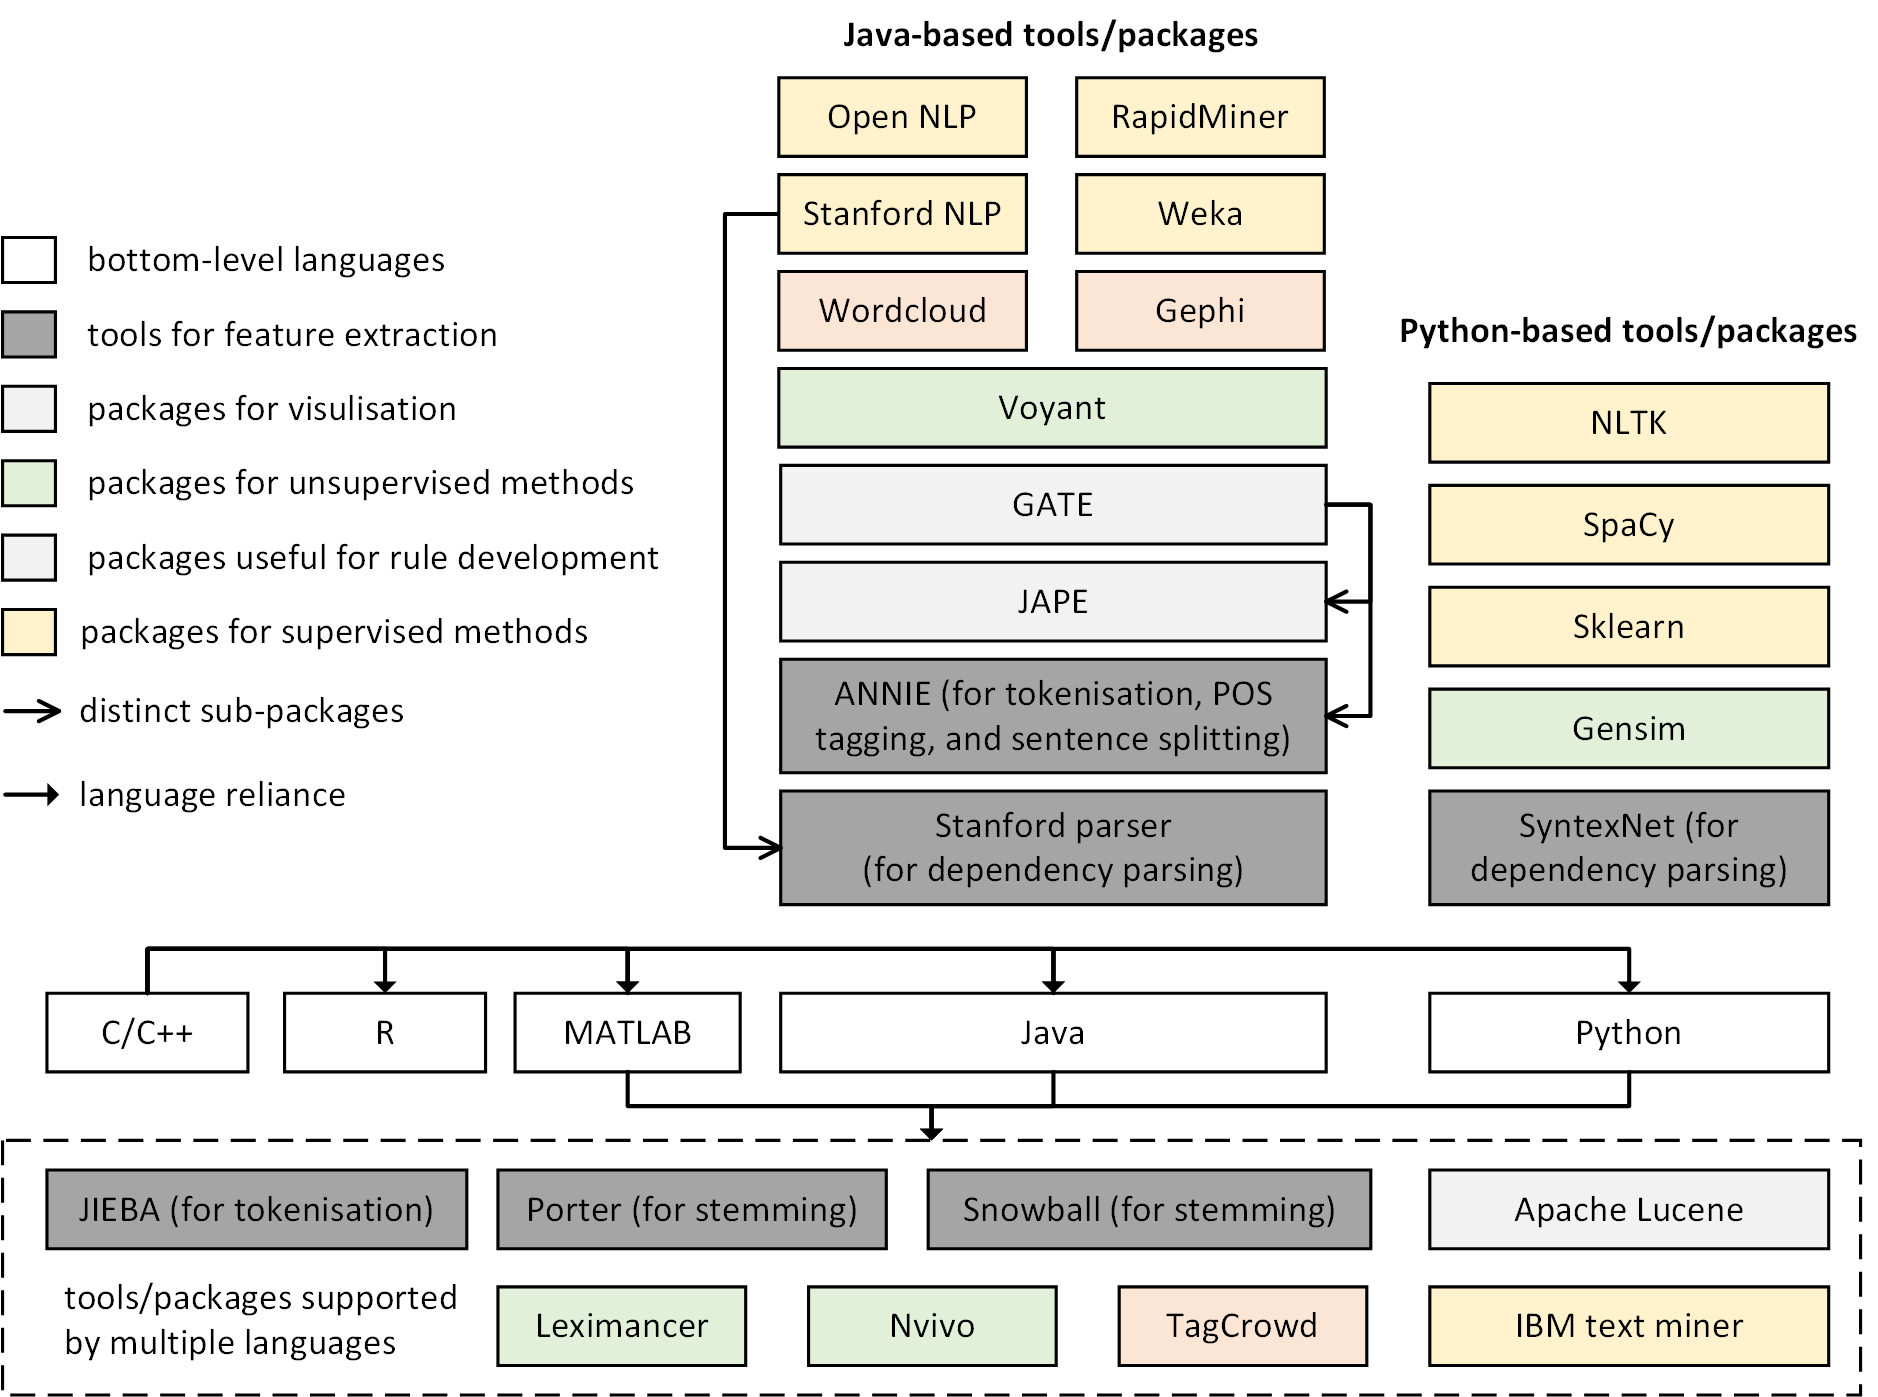 Java-based tools/packages
Open NLP
RapidMiner
Stanford NLP
Weka
Wordcloud
Gephi
Voyant
GATE
JAPE
ANNIE (for tokenisation, POS
tagging, and sentence splitting)
Stanford parser
(for dependency parsing)
bottom-level languages
tools for feature extraction
packages for visulisation
packages for unsupervised methods
packages useful for rule development
packages for supervised methods
distinct sub-packages
language reliance
Python-based tools/packages
NLTK
SpaCy
Sklearn
Gensim
SyntexNet (for
dependency parsing)
C/C++
R
MATLAB
Java
Python
JIEBA (for tokenisation)
Porter (for stemming)
Snowball (for stemming)
Apache Lucene
tools/packages supported
by multiple languages
Leximancer
Nvivo
TagCrowd
IBM text miner